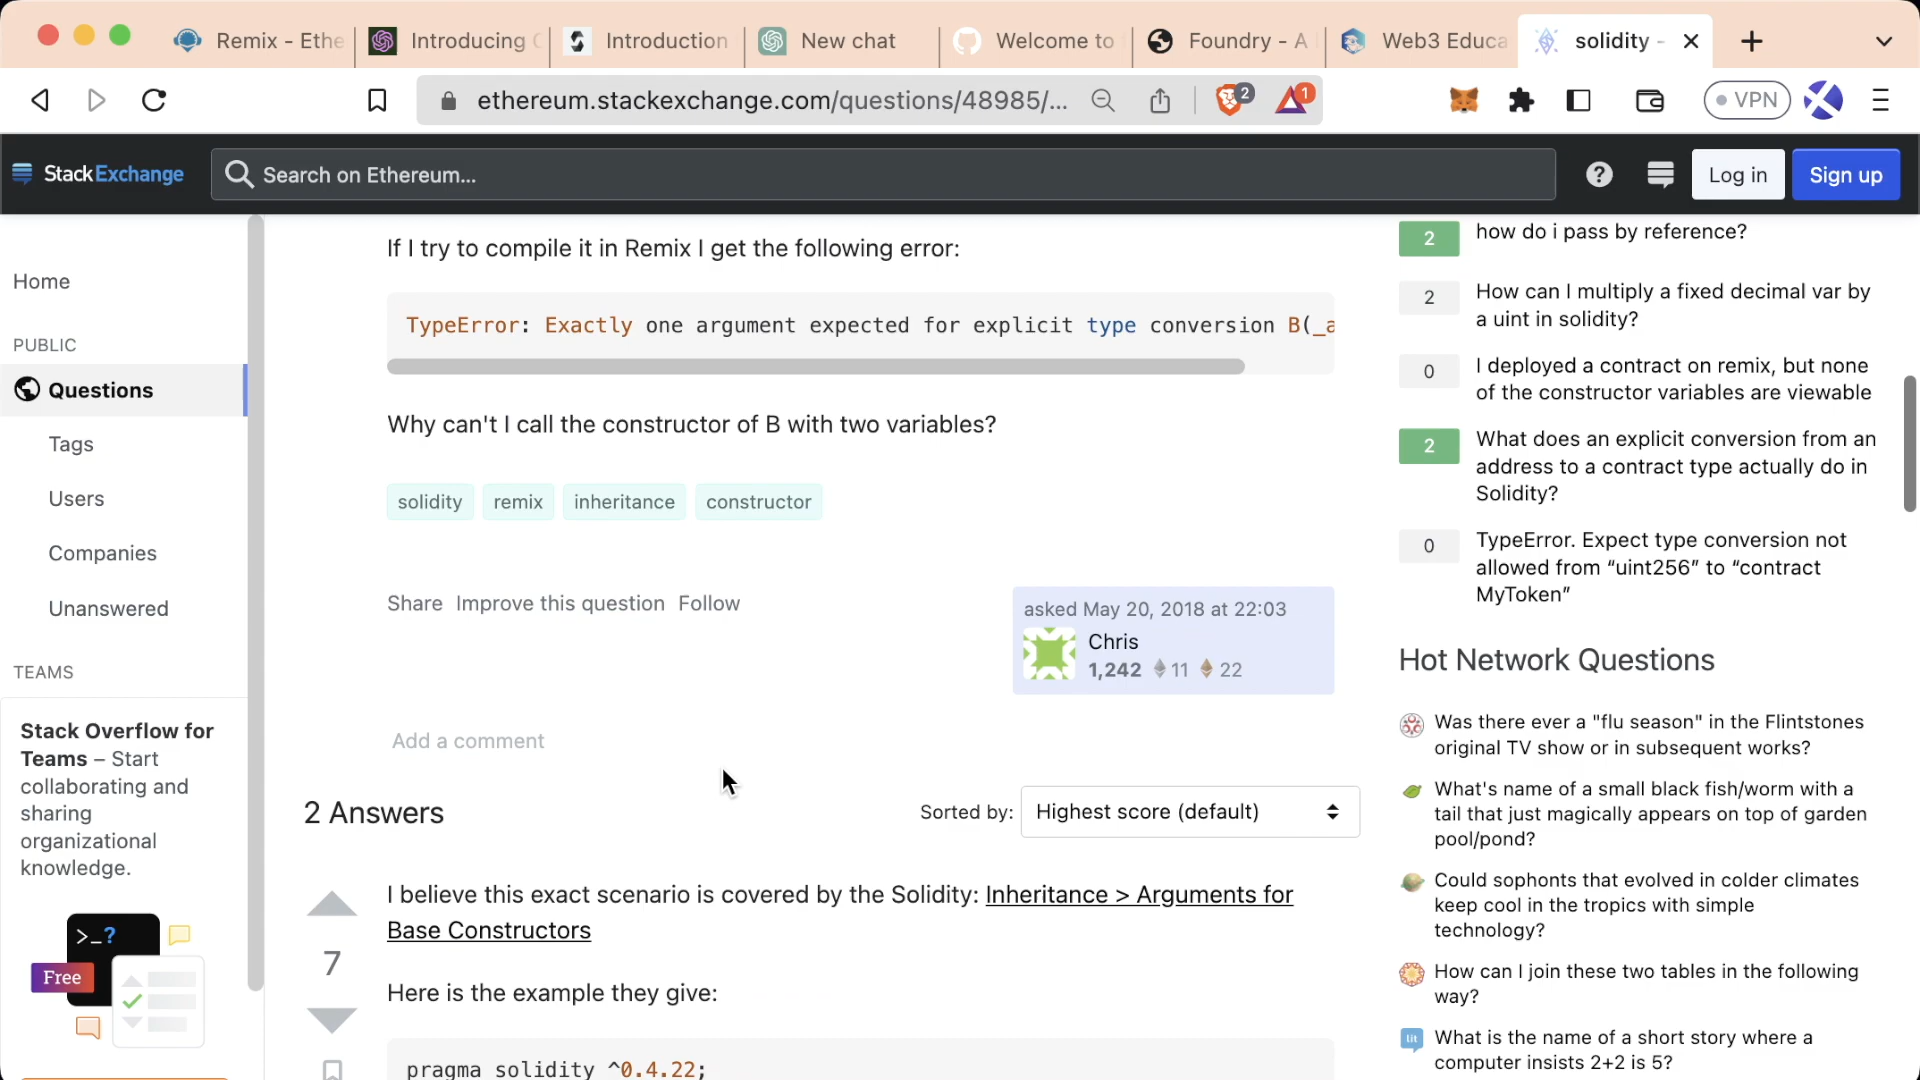 Remix - Ethe
Introducing
Introduction
New chat
Welcome to
Foundry - A
Web3 Educa
solidity -
ethereum.stackexchange.com/questions/48985/...
2
1
VPN
StackExchange
Search on Ethereum...
Log in
Sign up
Home
PUBLIC
Questions
Tags
Users
Companies
Unanswered
TEAMS
Stack Overflow for
Teams – Start
collaborating and
sharing
organizational
knowledge.
>_?
Free
If I try to compile it in Remix I get the following error:
TypeError: Exactly one argument expected for explicit type conversion B(_a
Why can't I call the constructor of B with two variables?
solidity
remix
inheritance
constructor
Share Improve this question Follow
asked May 20, 2018 at 22:03
Chris
1,242 11 22
Add a comment
2 Answers
Sorted by:
Highest score (default)
7
I believe this exact scenario is covered by the Solidity: Inheritance > Arguments for
Base Constructors
Here is the example they give:
pragma solidity ^0.4.22;
2
how do i pass by reference?
2
How can I multiply a fixed decimal var by
a uint in solidity?
0
I deployed a contract on remix, but none
of the constructor variables are viewable
2
What does an explicit conversion from an
address to a contract type actually do in
Solidity?
0
TypeError. Expect type conversion not
allowed from “uint256” to “contract
MyToken”
Hot Network Questions
Was there ever a "flu season" in the Flintstones
original TV show or in subsequent works?
What's name of a small black fish/worm with a
tail that just magically appears on top of garden
pool/pond?
Could sophonts that evolved in colder climates
keep cool in the tropics with simple
technology?
How can I join these two tables in the following
way?
lit
What is the name of a short story where a
computer insists 2+2 is 5?